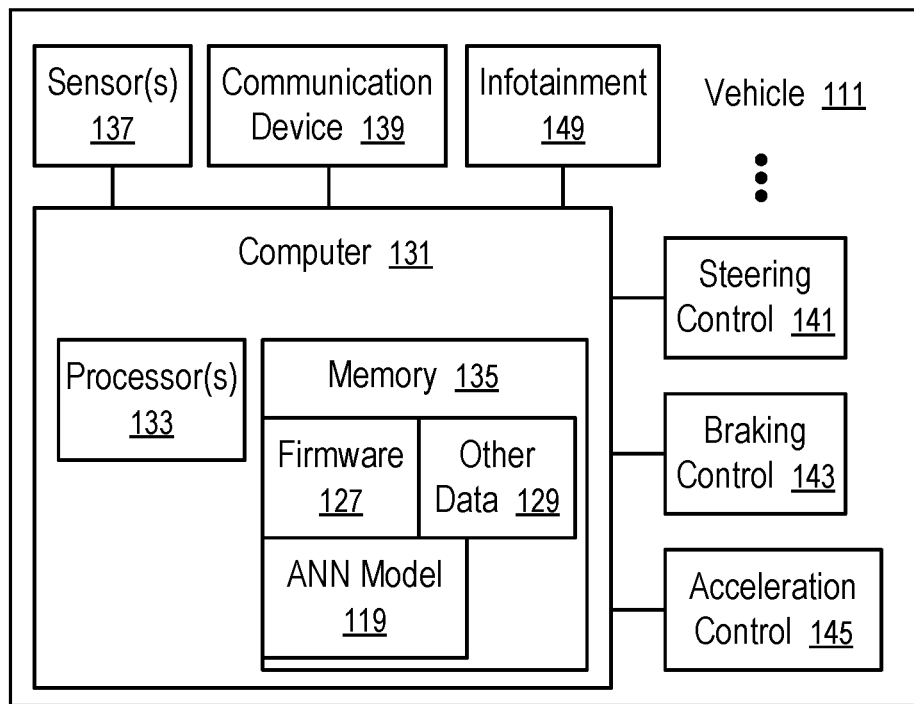 Sensor(s)
137
Communication
Device 139
Infotainment
149
Vehicle 111
Computer 131
Steering
Control 141
Processor(s)
133
Memory 135
Firmware
127
Other
Data 129
Braking
Control 143
ANN Model
119
Acceleration
Control 145